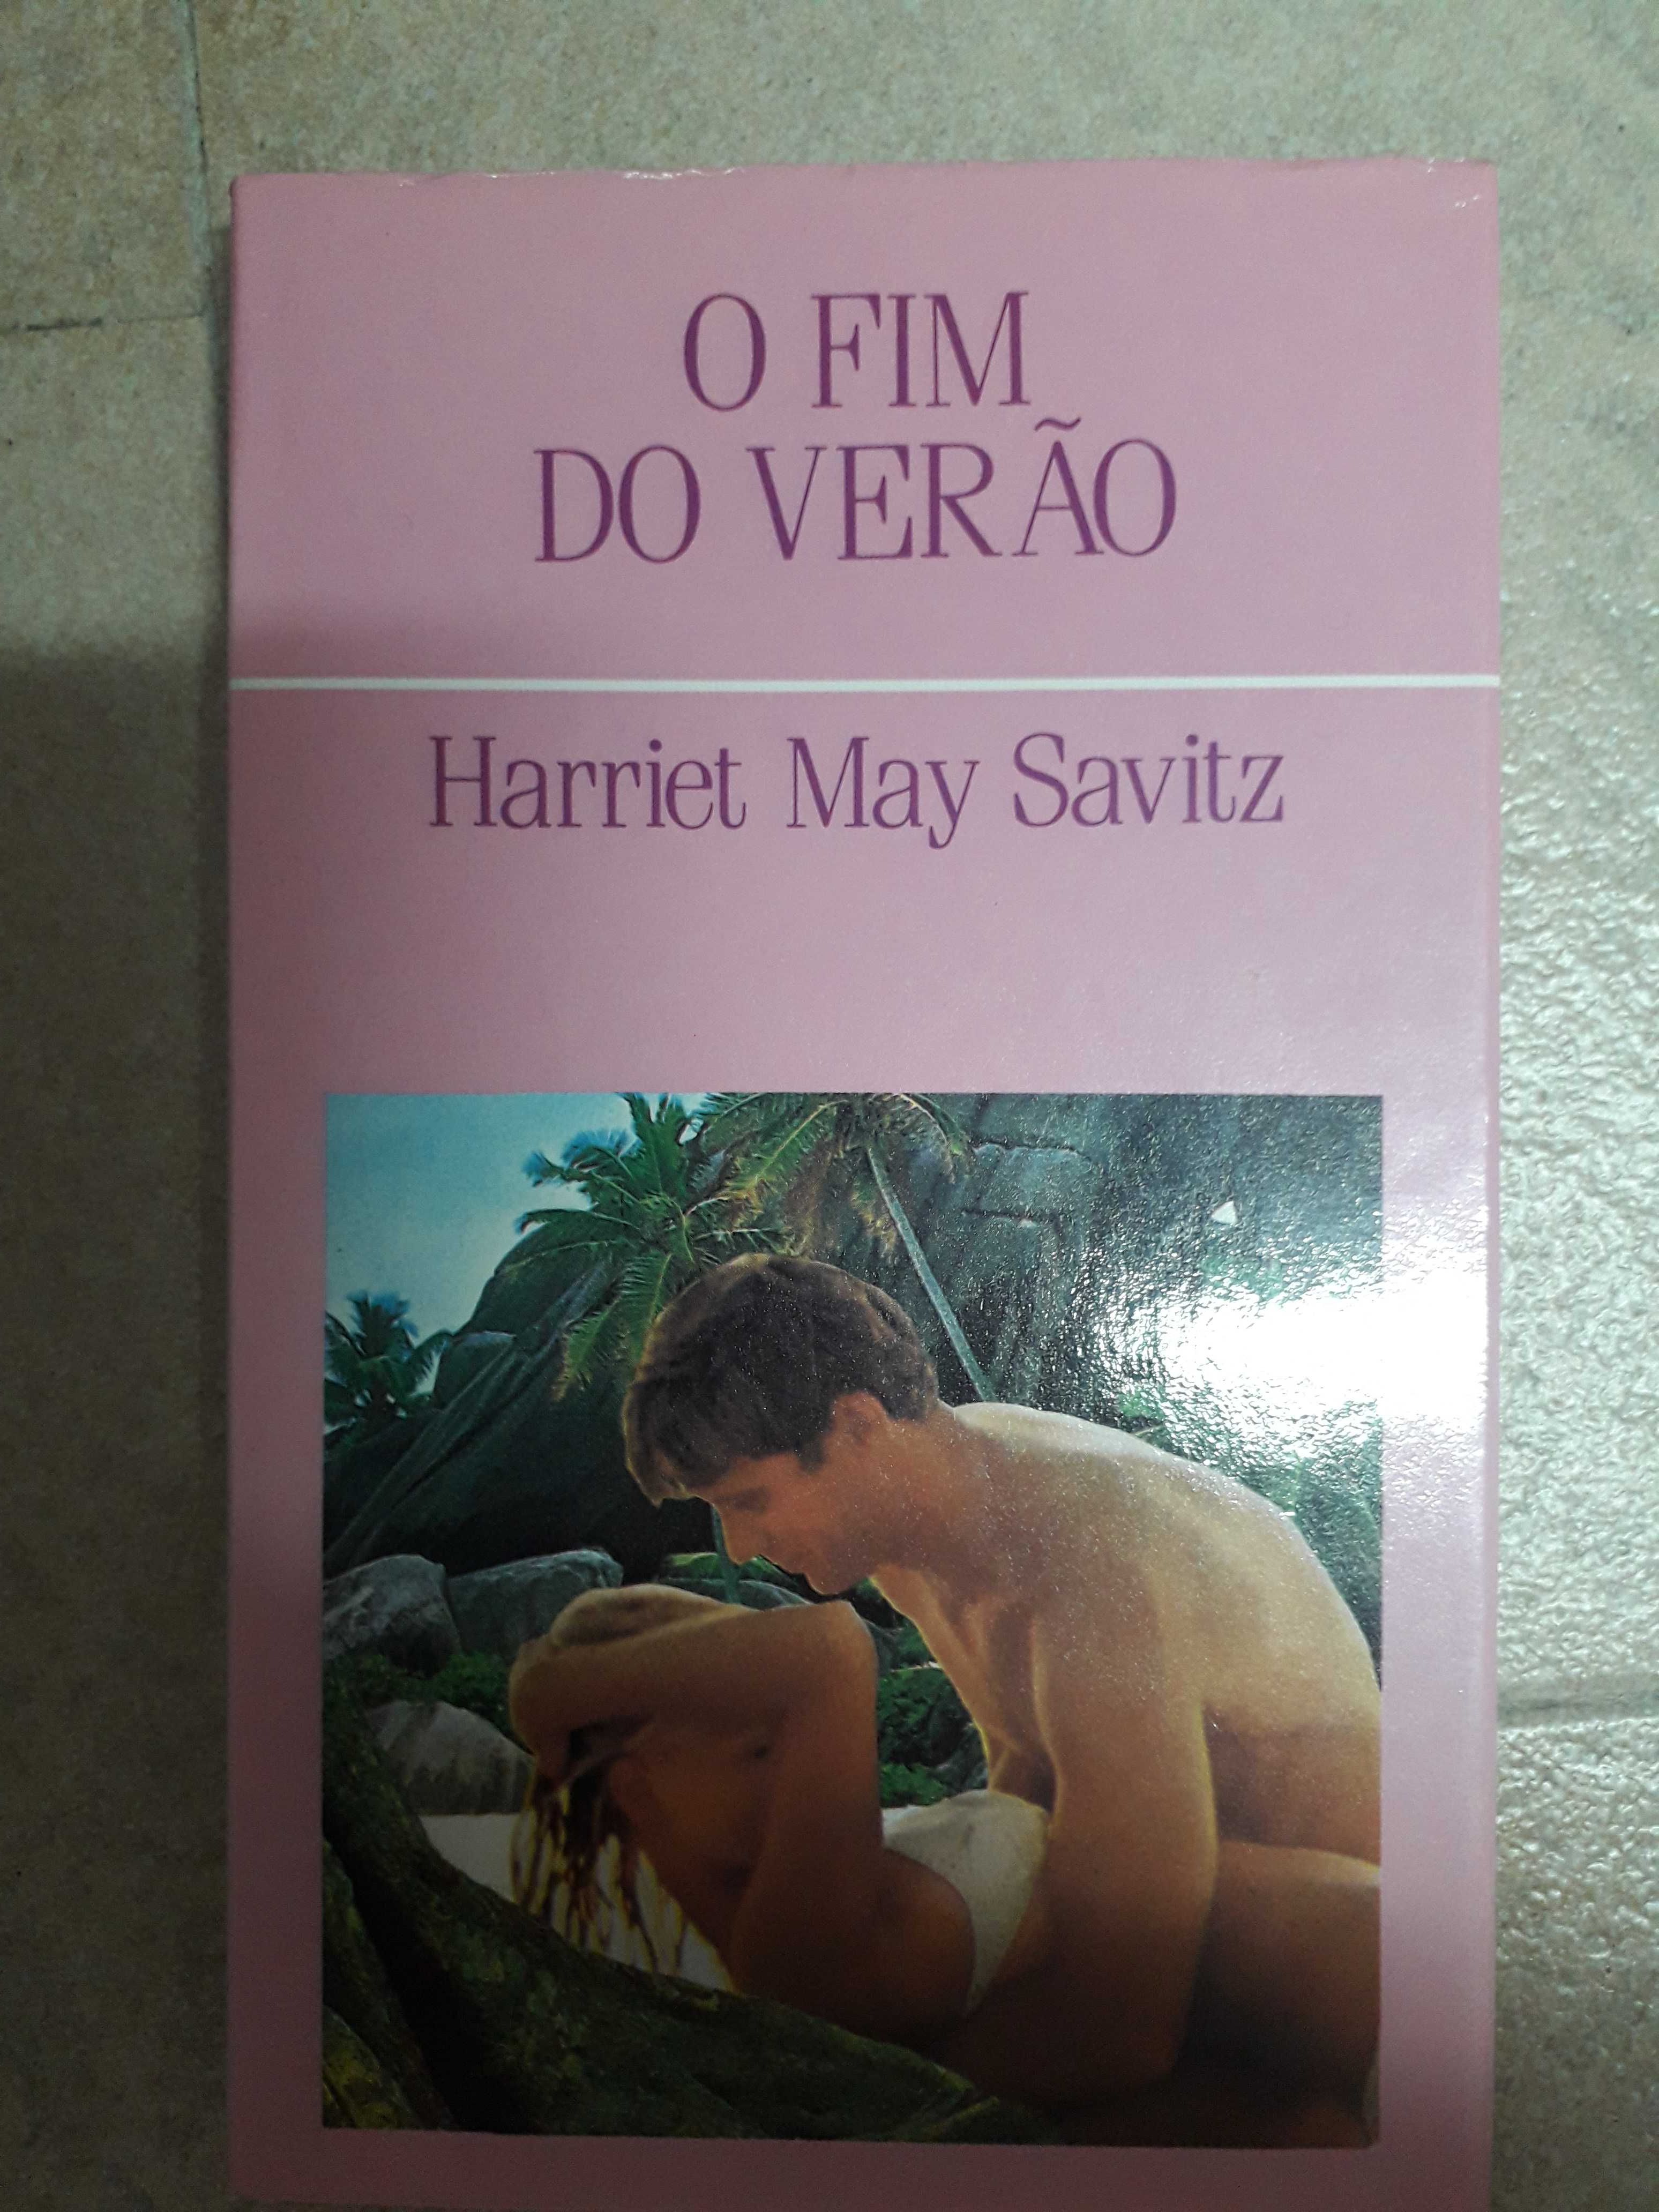 O FIM
DO VERÃO
Harriet May Savitz